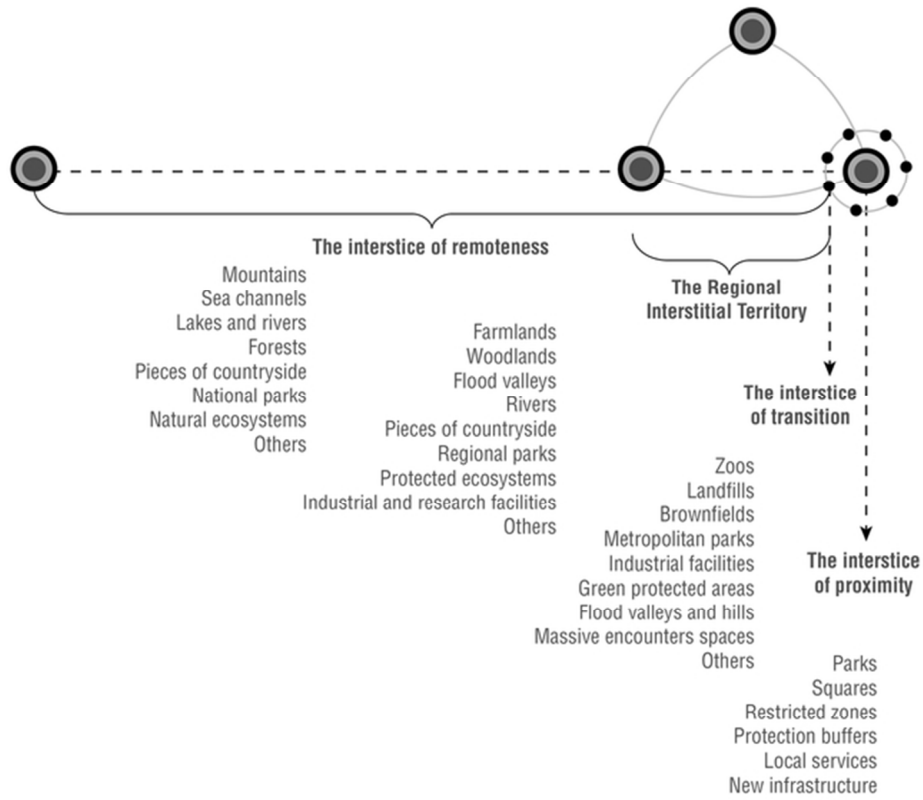 The interstice of remoteness
Mountains
Sea channels
Lakes and rivers
Forests
Pieces of countryside
National parks
Natural ecosystems
Others
The Regional
Interstitial Territory
Farmlands
Woodlands
Flood valleys
Rivers
Pieces of countryside
Regional parks
Protected ecosystems
Industrial and research facilities
Others
The interstice
of transition
Zoos
Landfills
Brownfields
Metropolitan parks
Industrial facilities
Green protected areas
Flood valleys and hills
Massive encounters spaces
Others
The interstice
of proximity
Parks
Squares
Restricted zones
Protection buffers
Local services
New infrastructure